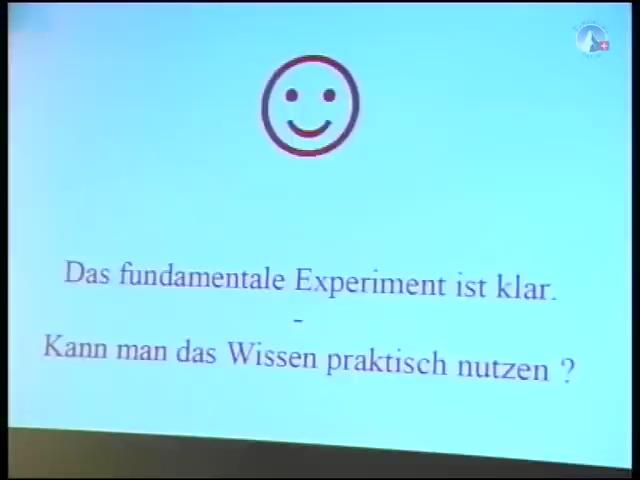 Das fundamentale Experiment ist klar.
-
Kann man das Wissen praktisch nutzen ?